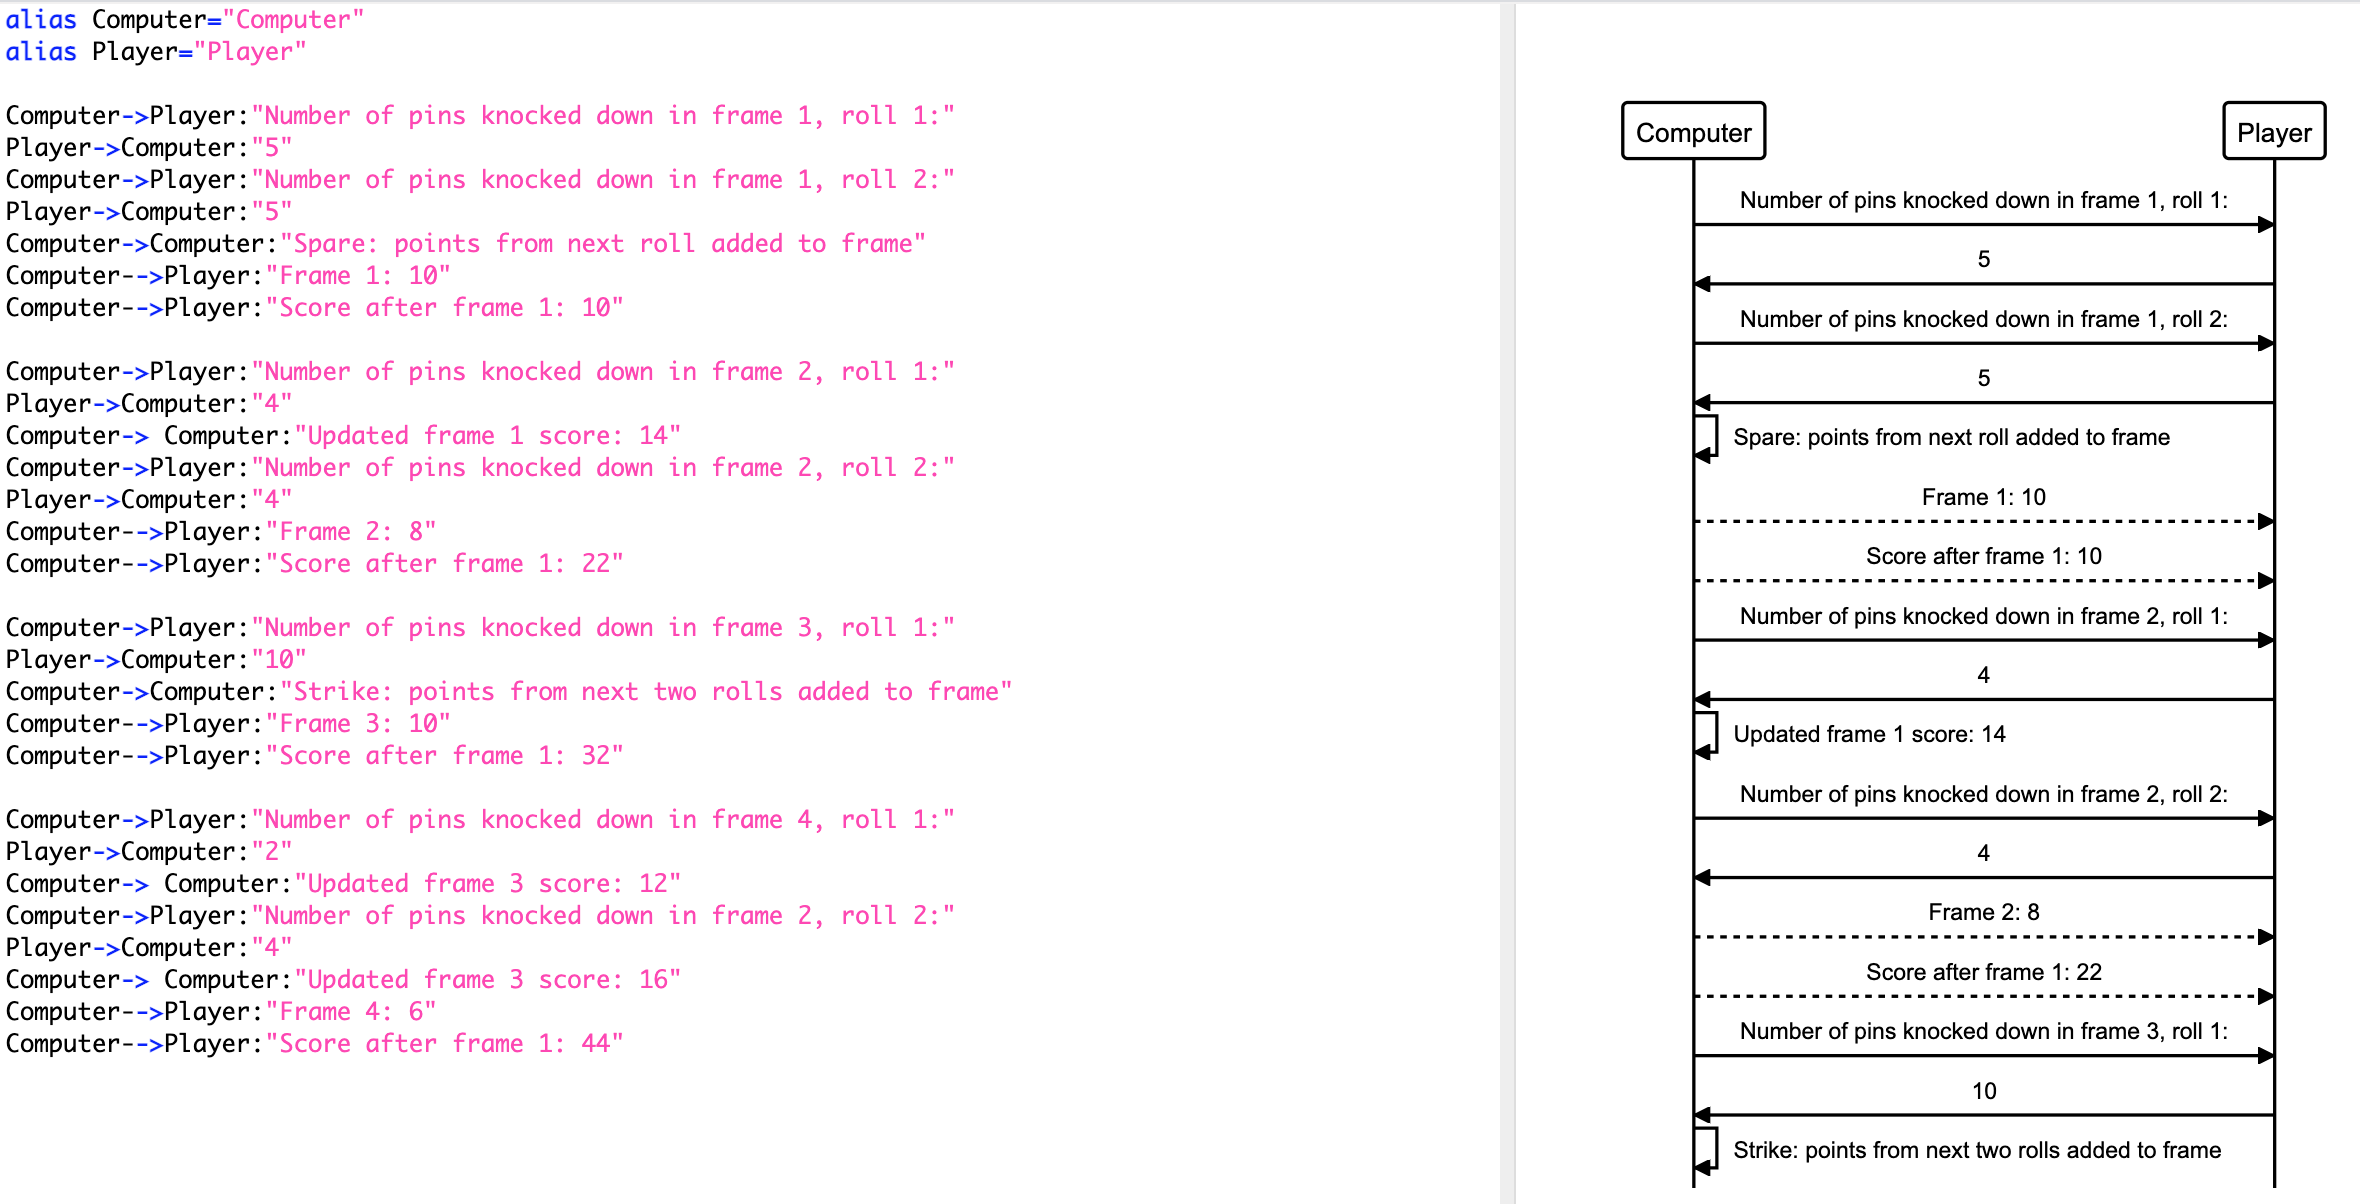 alias Computer="Computer"
alias Player="Player"
Computer->Player:"Number of pins knocked down in frame 1, roll 1:"
Player->Computer:"5"
Computer->Player:"Number of pins knocked down in frame 1, roll 2:"
Player->Computer:"5"
Computer->Computer:"Spare: points from next roll added to frame"
Computer-->Player:"Frame 1: 10"
Computer-->Player:"Score after frame 1: 10"
Computer->Player:"Number of pins knocked down in frame 2, roll 1:"
Player->Computer:"4"
Computer-> Computer:"Updated frame 1 score: 14"
Computer->Player:"Number of pins knocked down in frame 2, roll 2:"
Player->Computer:"4"
Computer-->Player:"Frame 2: 8"
Computer-->Player:"Score after frame 1: 22"
Computer->Player:"Number of pins knocked down in frame 3, roll 1:"
Player->Computer:"10"
Computer->Computer:"Strike: points from next two rolls added to frame"
Computer-->Player:"Frame 3: 10"
Computer-->Player:"Score after frame 1: 32"
Computer->Player:"Number of pins knocked down in frame 4, roll 1:"
Player->Computer:"2"
Computer-> Computer:"Updated frame 3 score: 12"
Computer->Player:"Number of pins knocked down in frame 2, roll 2:"
Player->Computer:"4"
Computer-> Computer:"Updated frame 3 score: 16"
Computer-->Player:"Frame 4: 6"
Computer-->Player:"Score after frame 1: 44"
Computer
Player
Number of pins knocked down in frame 1, roll 1:
5
Number of pins knocked down in frame 1, roll 2:
5
Spare: points from next roll added to frame
Frame 1: 10
Score after frame 1: 10
Number of pins knocked down in frame 2, roll 1:
4
Updated frame 1 score: 14
Number of pins knocked down in frame 2, roll 2:
4
Frame 2: 8
Score after frame 1: 22
Number of pins knocked down in frame 3, roll 1:
10
Strike: points from next two rolls added to frame